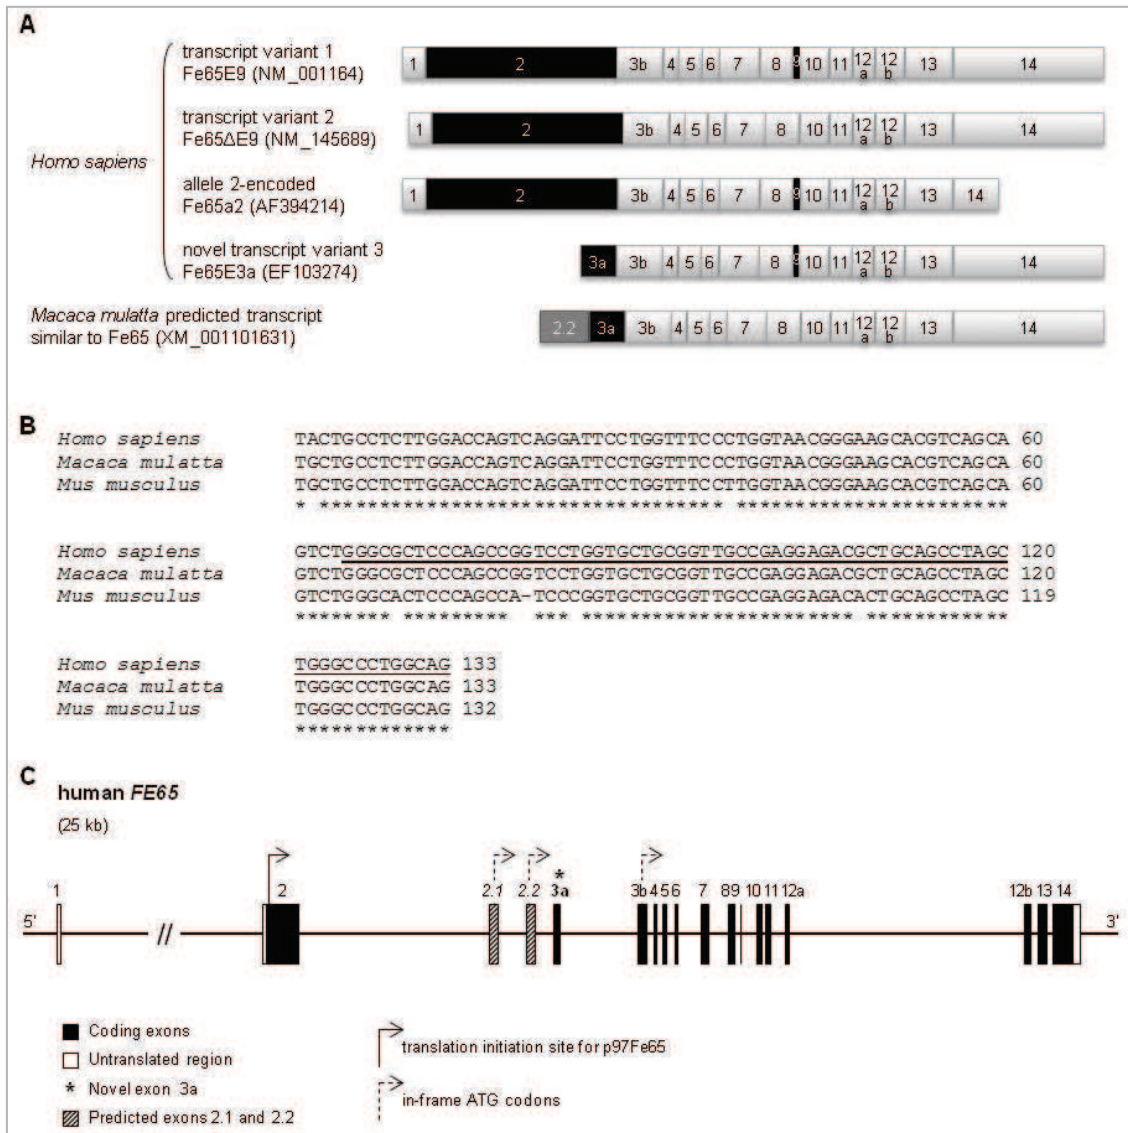 A
transcript variant 1
Fe65E9 (NM_001164)
1 2 3b 4 5 6 7 8 9 10 11 12a 12b 13 14
transcript variant 2
Fe65ΔE9 (NM_145689)
1 2 3b 4 5 6 7 8 10 11 12a 12b 13 14
Homo sapiens
allele 2-encoded
Fe65a2 (AF394214)
1 2 3b 4 5 6 7 8 9 10 11 12a 12b 13 14
novel transcript variant 3
Fe65E3a (EF103274)
3a 3b 4 5 6 7 8 9 10 11 12a 12b 13 14
Macaca mulatta predicted transcript
similar to Fe65 (XM_001101631)
2.2 3a 3b 4 5 6 7 8 10 11 12a 12b 13 14
B
Homo sapiens TACTGCCTCTTGGACCAGTCAGGATTCCTGGTTTCCCTGGTAACGGGAAGCACGTCAGCA 60
Macaca mulatta TGCTGCCTCTTGGACCAGTCAGGATTCCTGGTTTCCCTGGTAACGGGAAGCACGTCAGCA 60
Mus musculus TGCTGCCTCTTGGACCAGTCAGGATTCCTGGTTTCCTTGGTAACGGGAAGCACGTCAGCA 60
* ********************************** ***********************
Homo sapiens GTCTGGGCGCTCCCAGCCGGTCCTGGTGCTGCGGTTGCCGAGGAGACGCTGCAGCCTAGC 120
Macaca mulatta GTCTGGGCGCTCCCAGCCGGTCCTGGTGCTGCGGTTGCCGAGGAGACGCTGCAGCCTAGC 120
Mus musculus GTCTGGGCACTCCCAGCCA-TCCCGGTGCTGCGGTTGCCGAGGAGACACTGCAGCCTAGC 119
******** *********  *** *********************** ************
Homo sapiens TGGGCCCTGGCAG 133
Macaca mulatta TGGGCCCTGGCAG 133
Mus musculus TGGGCCCTGGCAG 132
*************
C
human FE65
(25 kb)
*
1 2 2.1 2.2 3a 3b 4 5 6 7 8 9 10 11 12a 12b 13 14
5' // 3'
Coding exons
Untranslated region
* Novel exon 3a
Predicted exons 2.1 and 2.2
translation initiation site for p97Fe65
in-frame ATG codons